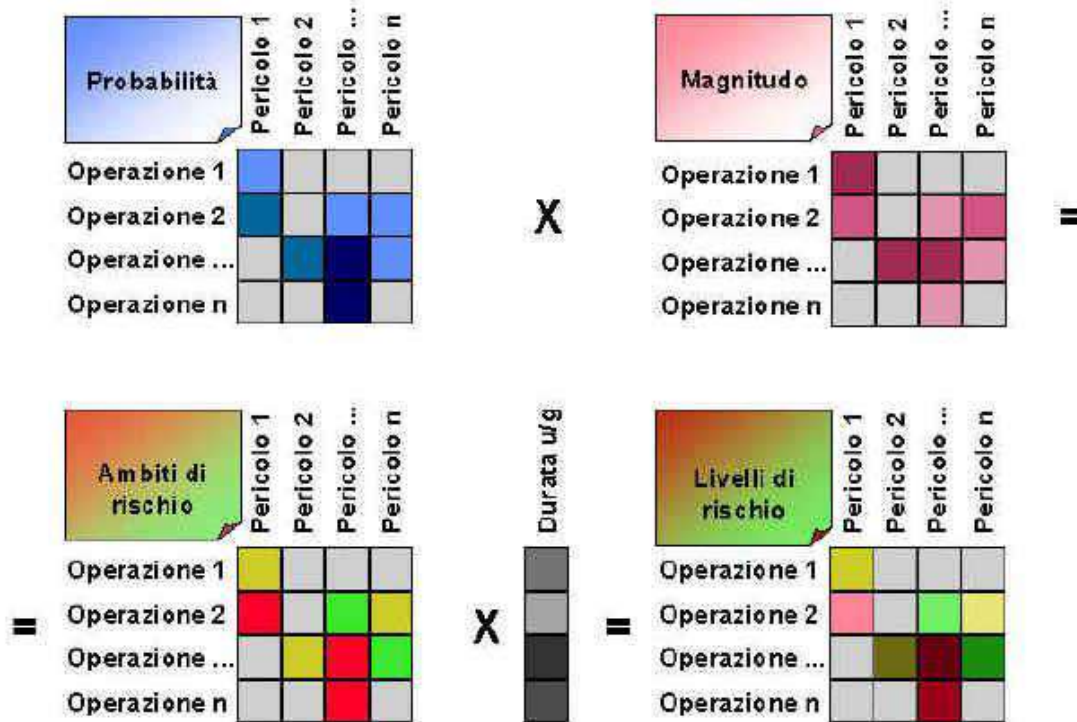 Probabilità
Pericolo 1
Pericolo 2
Pericolo ...
Pericolo n
Operazione 1
Operazione 2
Operazione ...
Operazione n
X
Magnitudo
Pericolo 1
Pericolo 2
Pericolo ...
Pericolo n
Operazione 1
Operazione 2
Operazione ...
Operazione n
=
=
Ambiti di
rischio
Pericolo 1
Pericolo 2
Pericolo ...
Pericolo n
Operazione 1
Operazione 2
Operazione ...
Operazione n
X
Durata u/g
=
Livelli di
rischio
Pericolo 1
Pericolo 2
Pericolo ...
Pericolo n
Operazione 1
Operazione 2
Operazione ...
Operazione n